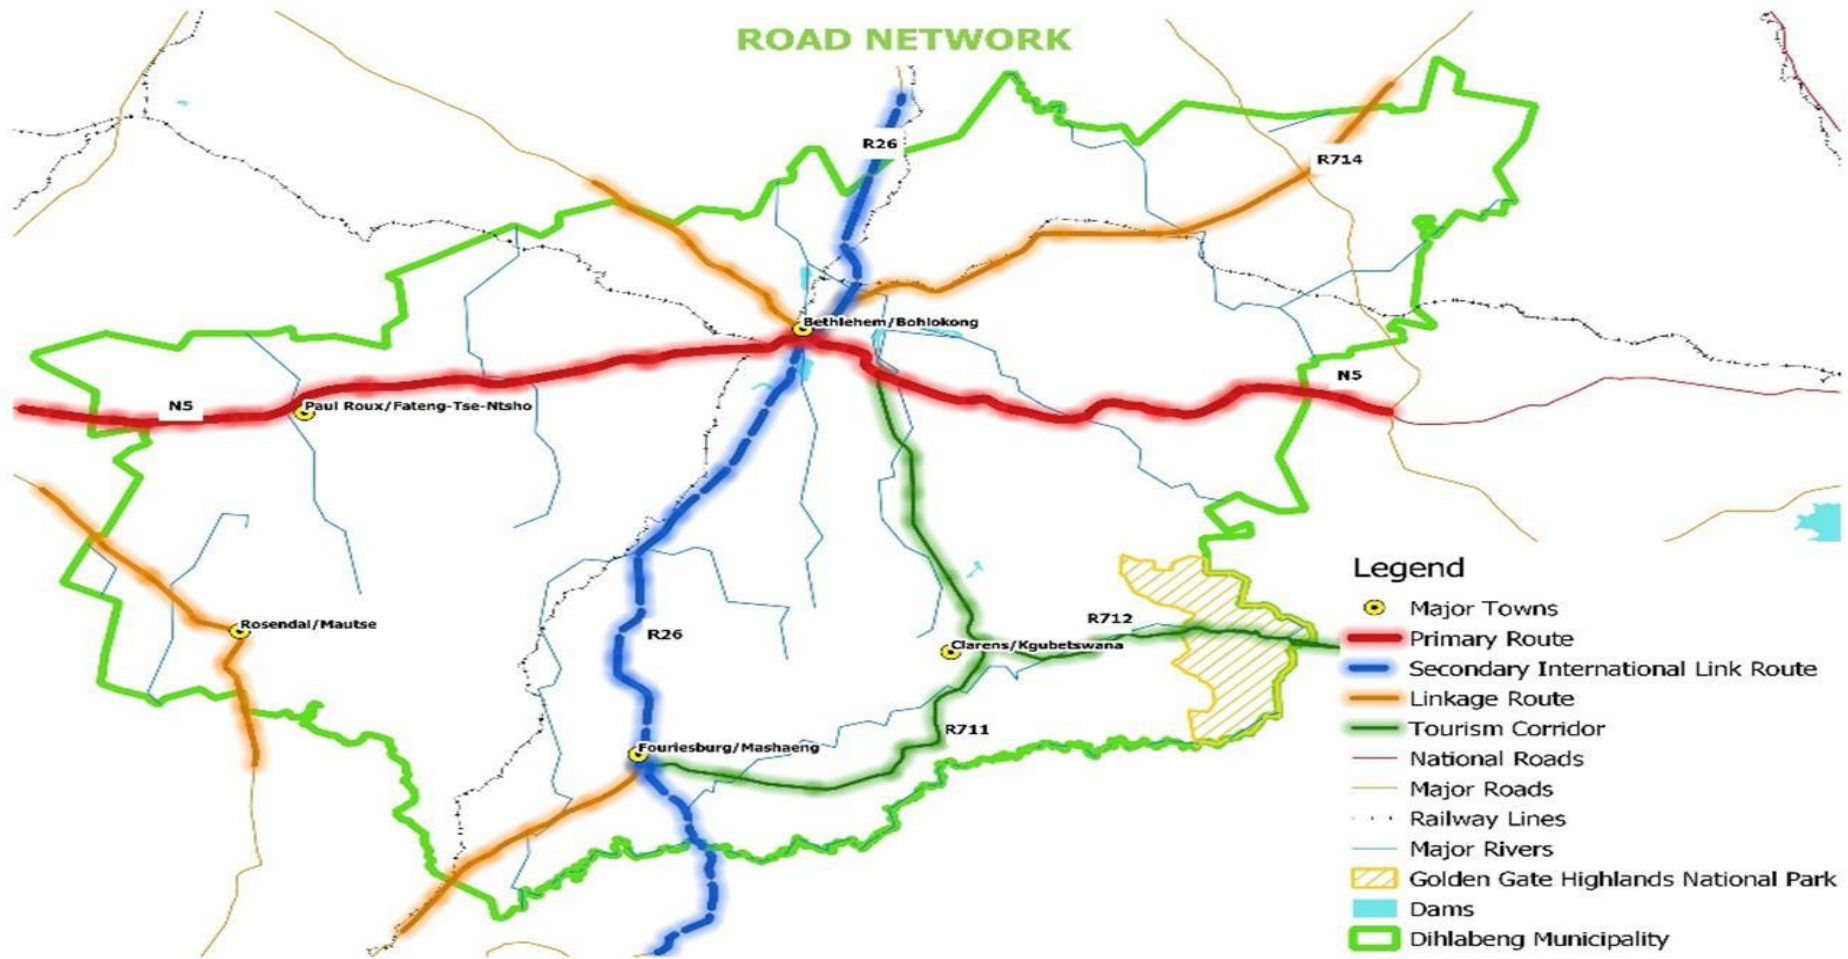 ROAD NETWORK
R26
R714
Bethlehem/Bohlokong
N5
N5
Paul Roux/Fateng-Tse-Ntsho
Rosendal/Mautse
R26
R712
Clarens/Kgubetswana
R711
Fouriesburg/Mashaeng
Legend
Major Towns
Primary Route
Secondary International Link Route
Linkage Route
Tourism Corridor
National Roads
Major Roads
Railway Lines
Major Rivers
Golden Gate Highlands National Park
Dams
Dihlabeng Municipality